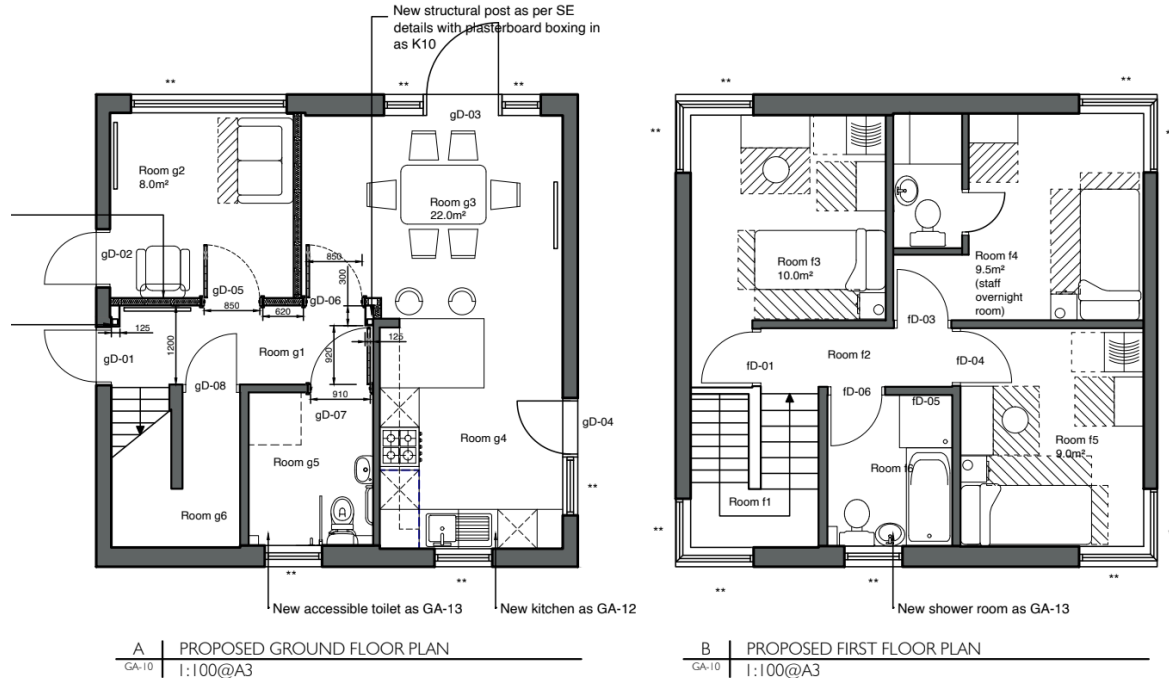 New structural post as per SE
details with plasterboard boxing in
as K10
**
**
**
gD-03
Room g2
8.0m²
Room g3
22.0m²
gD-02
gD-05
850
gD-06
300
850
620
125
1200
gD-01
Room g1
920
125
gD-08
910
gD-07
gD-04
Room g4
Room g5
Room g6
**
**
**
New accessible toilet as GA-13
New kitchen as GA-12
A
GA-10
PROPOSED GROUND FLOOR PLAN
1:100@A3
**
**
**
Room f3
10.0m²
Room f4
9.5m²
(staff
overnight
room)
fD-03
fD-01
Room f2
fD-04
fD-06
fD-05
Room f5
9.0m²
Room f6
Room f1
**
**
**
**
New shower room as GA-13
B
GA-10
PROPOSED FIRST FLOOR PLAN
1:100@A3